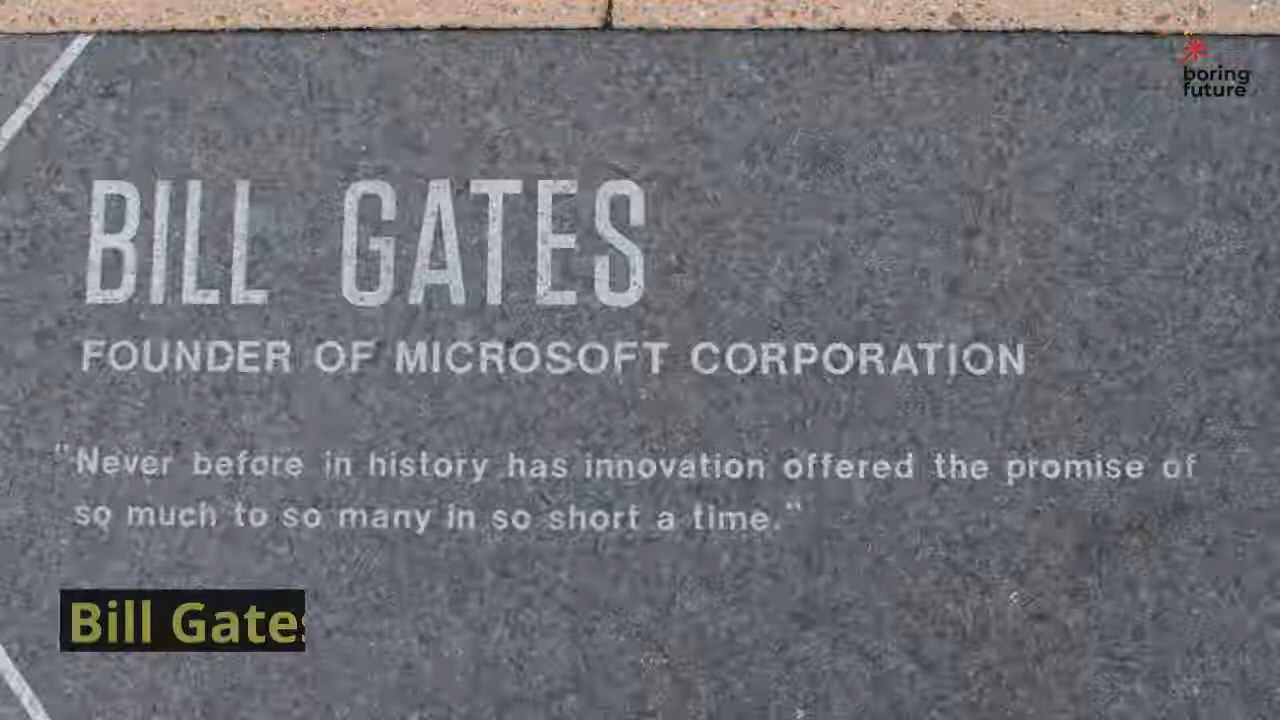 boring
future
BILL GATES
FOUNDER OF MICROSOFT CORPORATION
"Never before in history has innovation offered the promise of
so much to so many in so short a time."
Bill Gates